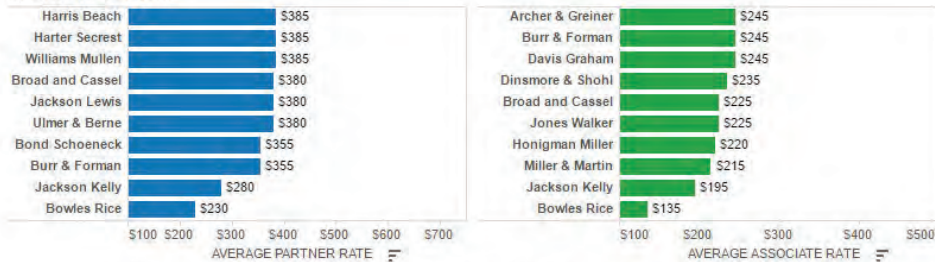 Harris Beach $385
Harter Secrest $385
Williams Mullen $385
Broad and Cassel $380
Jackson Lewis $380
Ulmer & Berne $380
Bond Schoeneck $355
Burr & Forman $355
Jackson Kelly $280
Bowles Rice $230
$100 $200 $300 $400 $500 $600 $700
AVERAGE PARTNER RATE
Archer & Greiner $245
Burr & Forman $245
Davis Graham $245
Dinsmore & Shohl $235
Broad and Cassel $225
Jones Walker $225
Honigman Miller $220
Miller & Martin $215
Jackson Kelly $195
Bowles Rice $135
$100 $200 $300 $400 $500
AVERAGE ASSOCIATE RATE